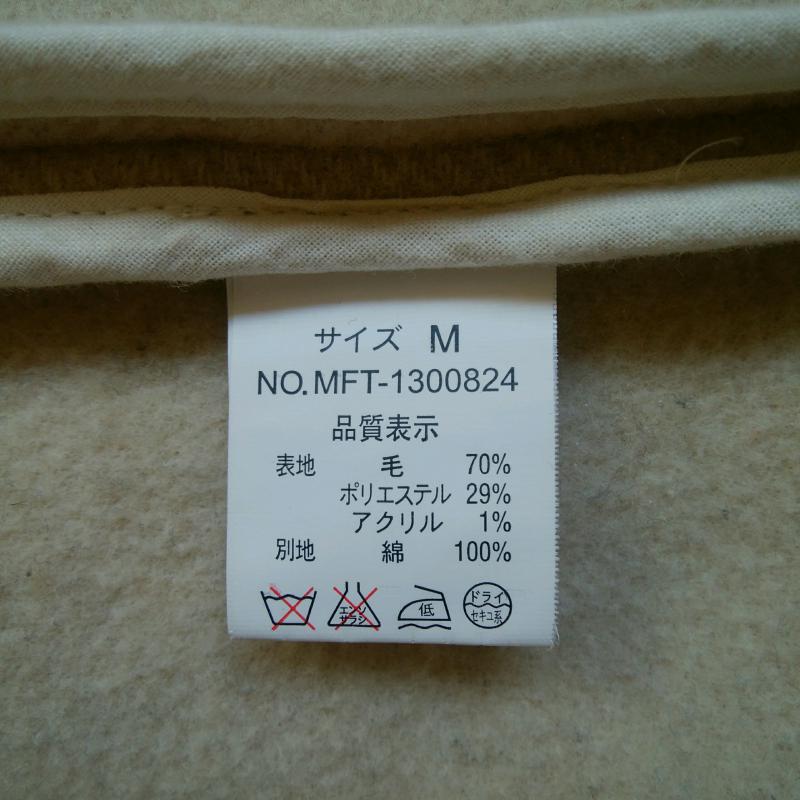 サイズ M
NO.MFT-1300824
品質表示
表地 毛 70%
ポリエステル 29%
アクリル 1%
別地 綿 100%
エンソ
サラシ
低
ドライ
セキユ系